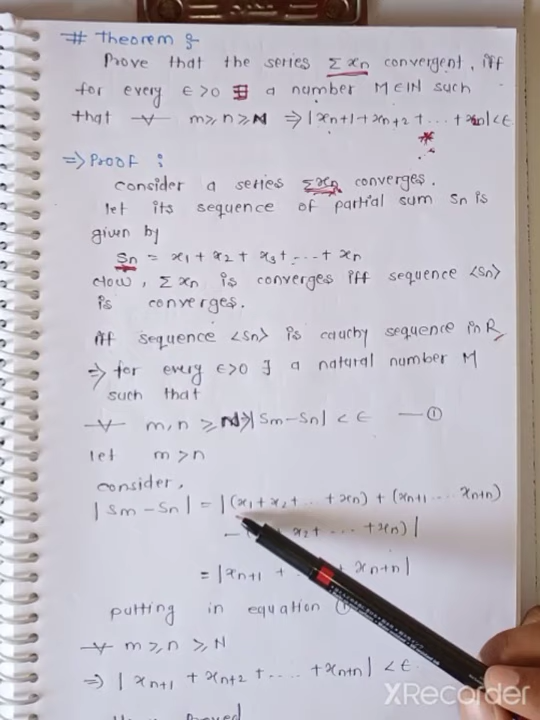 # Theorem :
Prove that the series Σxn convergent, iff
for every ε>0 ∃ a number M∈IN such
that ∀ m≥n≥N ⇒|xn+1+xn+2+...+xn|<ε
⇒ Proof :
consider a series Σxn converges.
let its sequence of partial sum Sn is
given by
Sn = x1 + x2 + x3 + ... + xn
Now, Σxn is converges iff sequence <Sn>
is converges.
iff sequence <Sn> is cauchy sequence in R
⇒ for every ε>0 ∃ a natural number M
such that
∀ m,n ≥ N⇒|Sm-Sn| < ε — ①
let m>n
consider,
|Sm-Sn| = |(x1+x2+...+xn) + (xn+1 ... xn+n)
x2+ ... +xn)|
= |xn+1 + xn+n|
putting in equation ①
∀ m≥n≥N
⇒ | xn+1 + xn+2 + .... + xn+n| < ε.
Proved
XRecorder